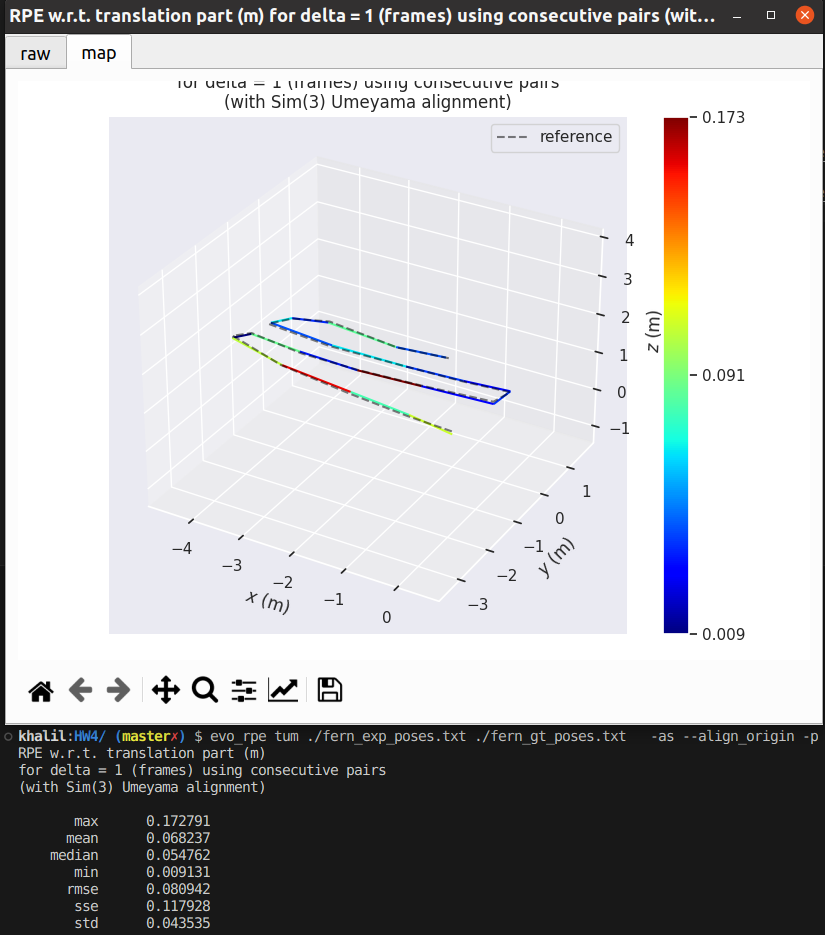 RPE w.r.t. translation part (m) for delta = 1 (frames) using consecutive pairs (wit...
raw
map
for delta = 1 (frames) using consecutive pairs
(with Sim(3) Umeyama alignment)
reference
0.173
0.091
0.009
4
3
2
1
0
−1
z (m)
1
0
−1
−2
−3
y (m)
−4
−3
−2
−1
0
x (m)
khalil:HW4/ (master✗) $ evo_rpe tum ./fern_exp_poses.txt ./fern_gt_poses.txt   -as --align_origin -p
RPE w.r.t. translation part (m)
for delta = 1 (frames) using consecutive pairs
(with Sim(3) Umeyama alignment)
max 0.172791
mean 0.068237
median 0.054762
min 0.009131
rmse 0.080942
sse 0.117928
std 0.043535